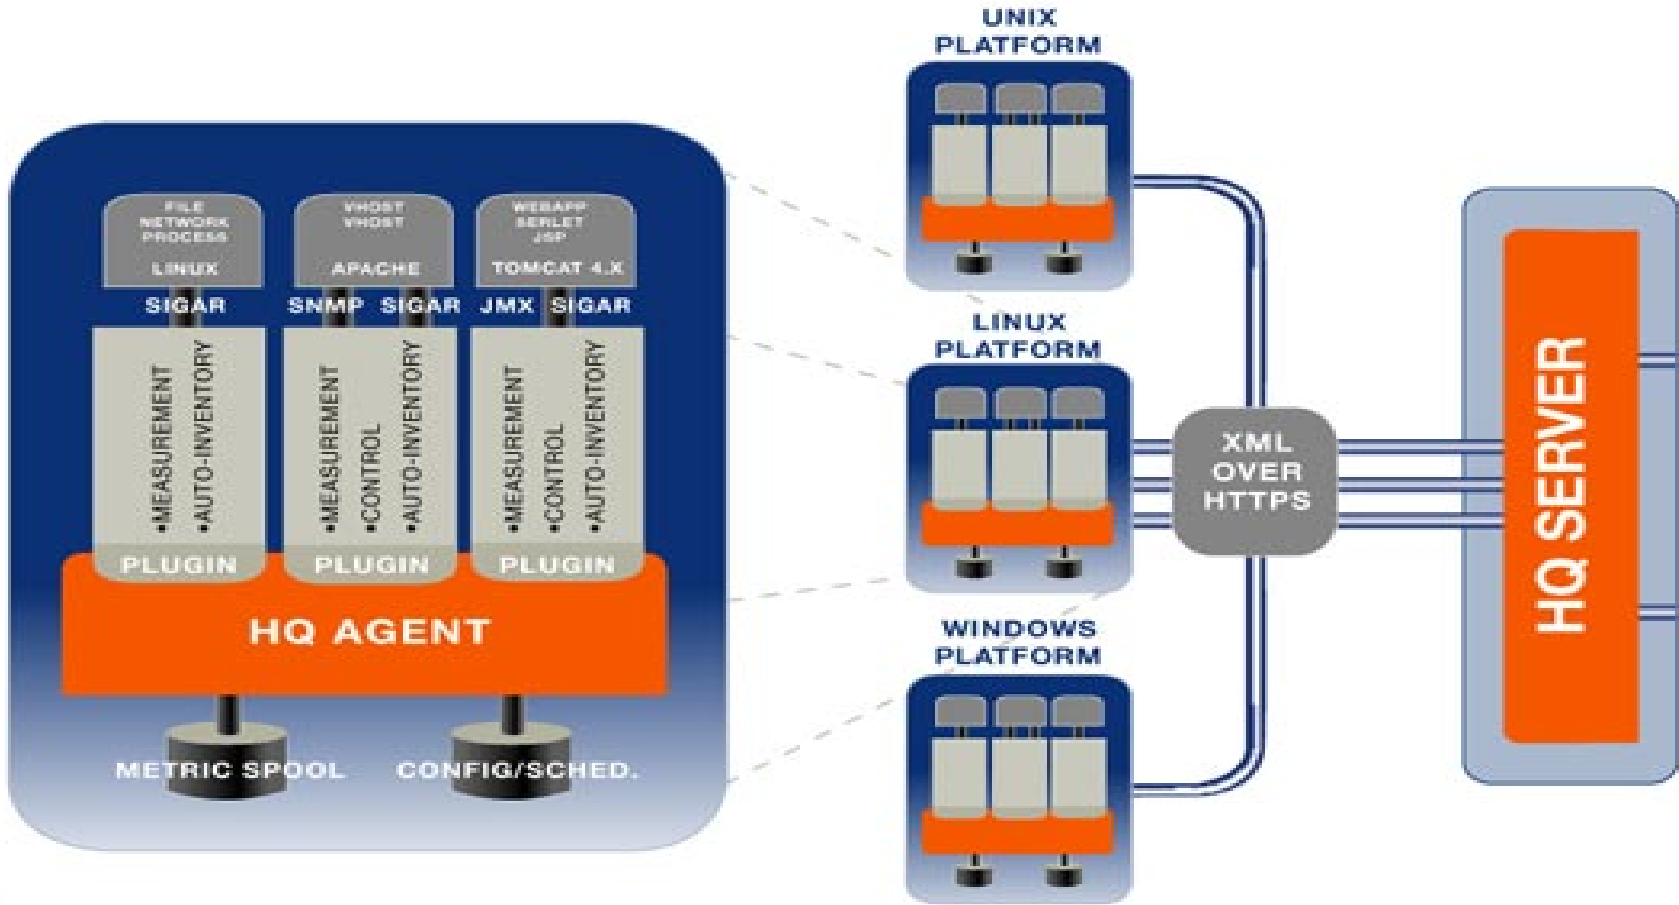 FILE
NETWORK
PROCESS
LINUX
SIGAR
•MEASUREMENT
•AUTO-INVENTORY
PLUGIN
VHOST
VHOST
APACHE
SNMP SIGAR
•MEASUREMENT
•CONTROL
•AUTO-INVENTORY
PLUGIN
WEBAPP
SERLET
JSP
TOMCAT 4.X
JMX SIGAR
•MEASUREMENT
•CONTROL
•AUTO-INVENTORY
PLUGIN
HQ AGENT
METRIC SPOOL
CONFIG/SCHED.
UNIX
PLATFORM
LINUX
PLATFORM
WINDOWS
PLATFORM
XML
OVER
HTTPS
HQ SERVER